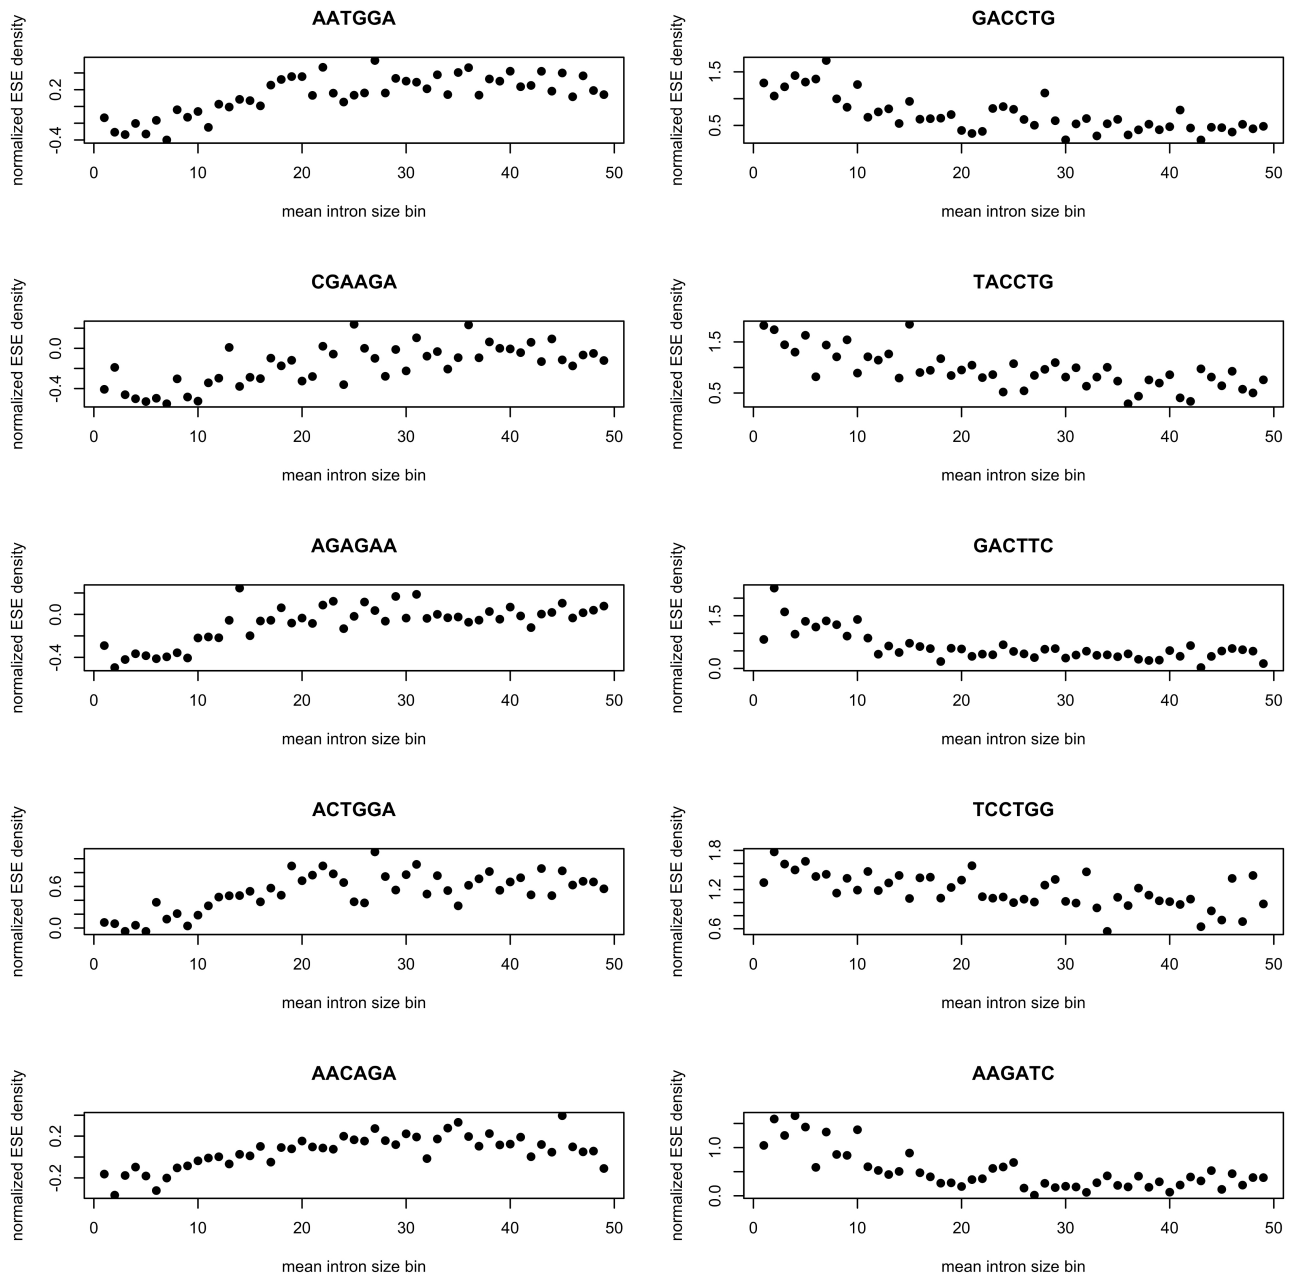 AATGGA
normalized ESE density
0.2
-0.4
0 10 20 30 40 50
mean intron size bin
GACCTG
normalized ESE density
1.5
0.5
0 10 20 30 40 50
mean intron size bin
CGAAGA
normalized ESE density
0.0
-0.4
0 10 20 30 40 50
mean intron size bin
TACCTG
normalized ESE density
1.5
0.5
0 10 20 30 40 50
mean intron size bin
AGAGAA
normalized ESE density
0.0
-0.4
0 10 20 30 40 50
mean intron size bin
GACTTC
normalized ESE density
1.5
0.0
0 10 20 30 40 50
mean intron size bin
ACTGGA
normalized ESE density
0.6
0.0
0 10 20 30 40 50
mean intron size bin
TCCTGG
normalized ESE density
1.8
1.2
0.6
0 10 20 30 40 50
mean intron size bin
AACAGA
normalized ESE density
0.2
-0.2
0 10 20 30 40 50
mean intron size bin
AAGATC
normalized ESE density
1.0
0.0
0 10 20 30 40 50
mean intron size bin